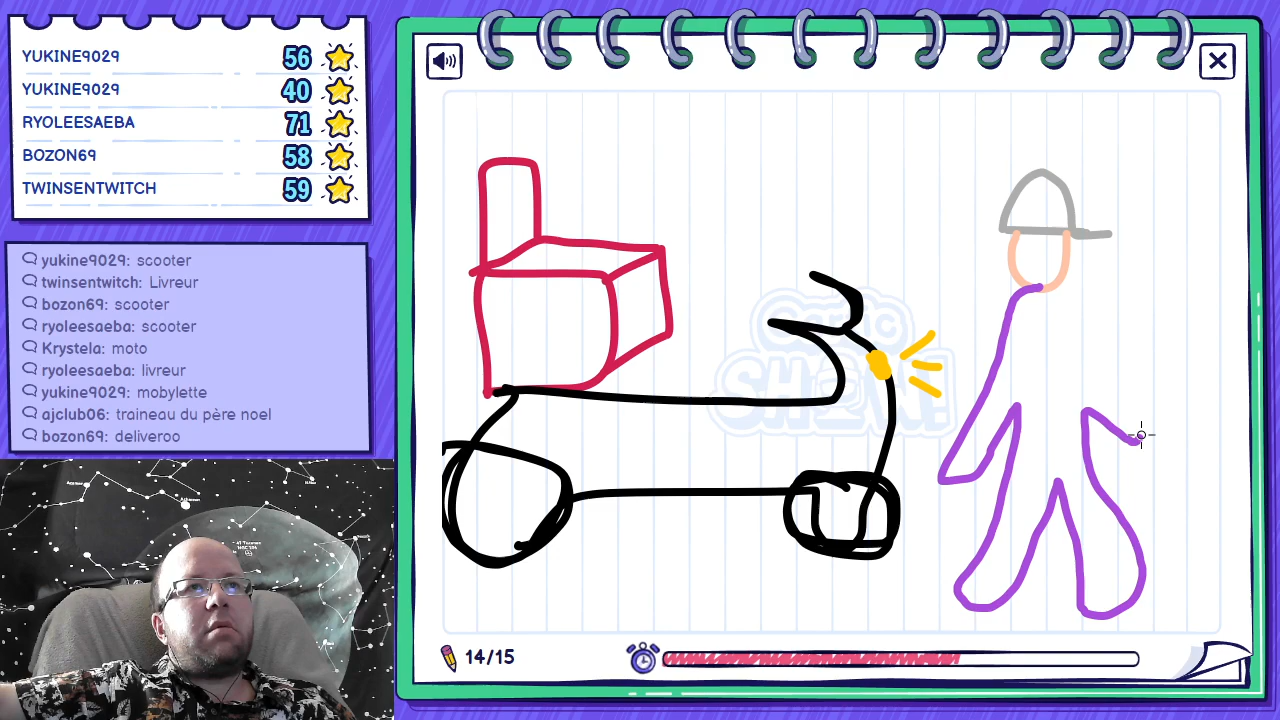 YUKINE9029 56
YUKINE9029 40
RYOLEESAEBA 71
BOZON69 58
TWINSENTWITCH 59
yukine9029: scooter
twinsentwitch: Livreur
bozon69: scooter
ryoleesaeba: scooter
Krystela: moto
ryoleesaeba: livreur
yukine9029: mobylette
ajclub06: traineau du père noel
bozon69: deliveroo
14/15